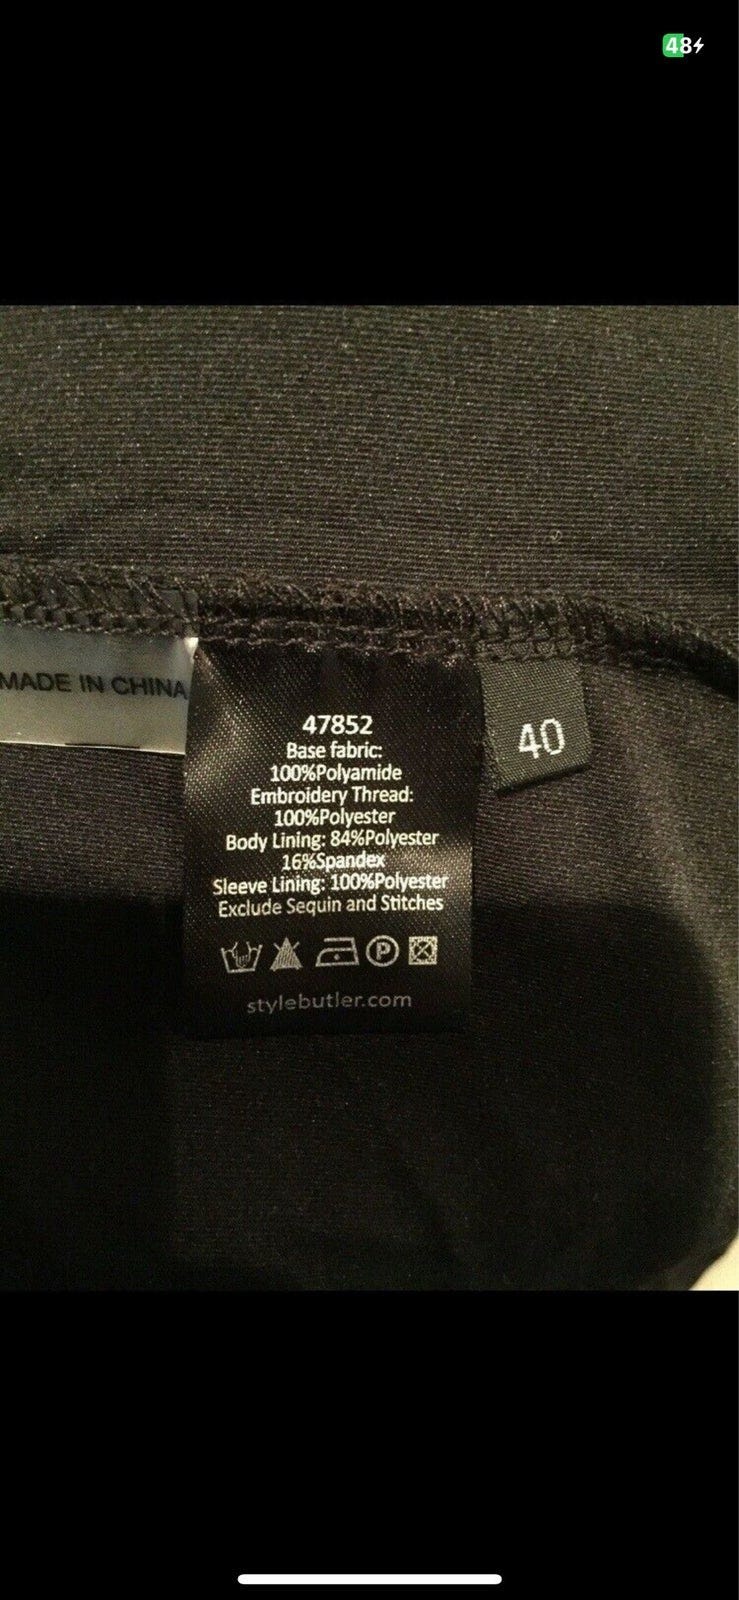 48
MADE IN CHINA
47852
Base fabric:
100%Polyamide
Embroidery Thread:
100%Polyester
Body Lining: 84%Polyester
16%Spandex
Sleeve Lining: 100%Polyester
Exclude Sequin and Stitches
P
stylebutler.com
40